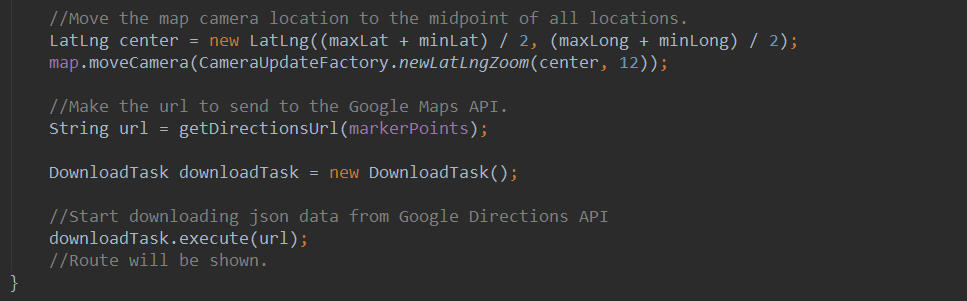 //Move the map camera location to the midpoint of all locations.
LatLng center = new LatLng((maxLat + minLat) / 2, (maxLong + minLong) / 2);
map.moveCamera(CameraUpdateFactory.newLatLngZoom(center, 12));
//Make the url to send to the Google Maps API.
String url = getDirectionsUrl(markerPoints);
DownloadTask downloadTask = new DownloadTask();
//Start downloading json data from Google Directions API
downloadTask.execute(url);
//Route will be shown.
}